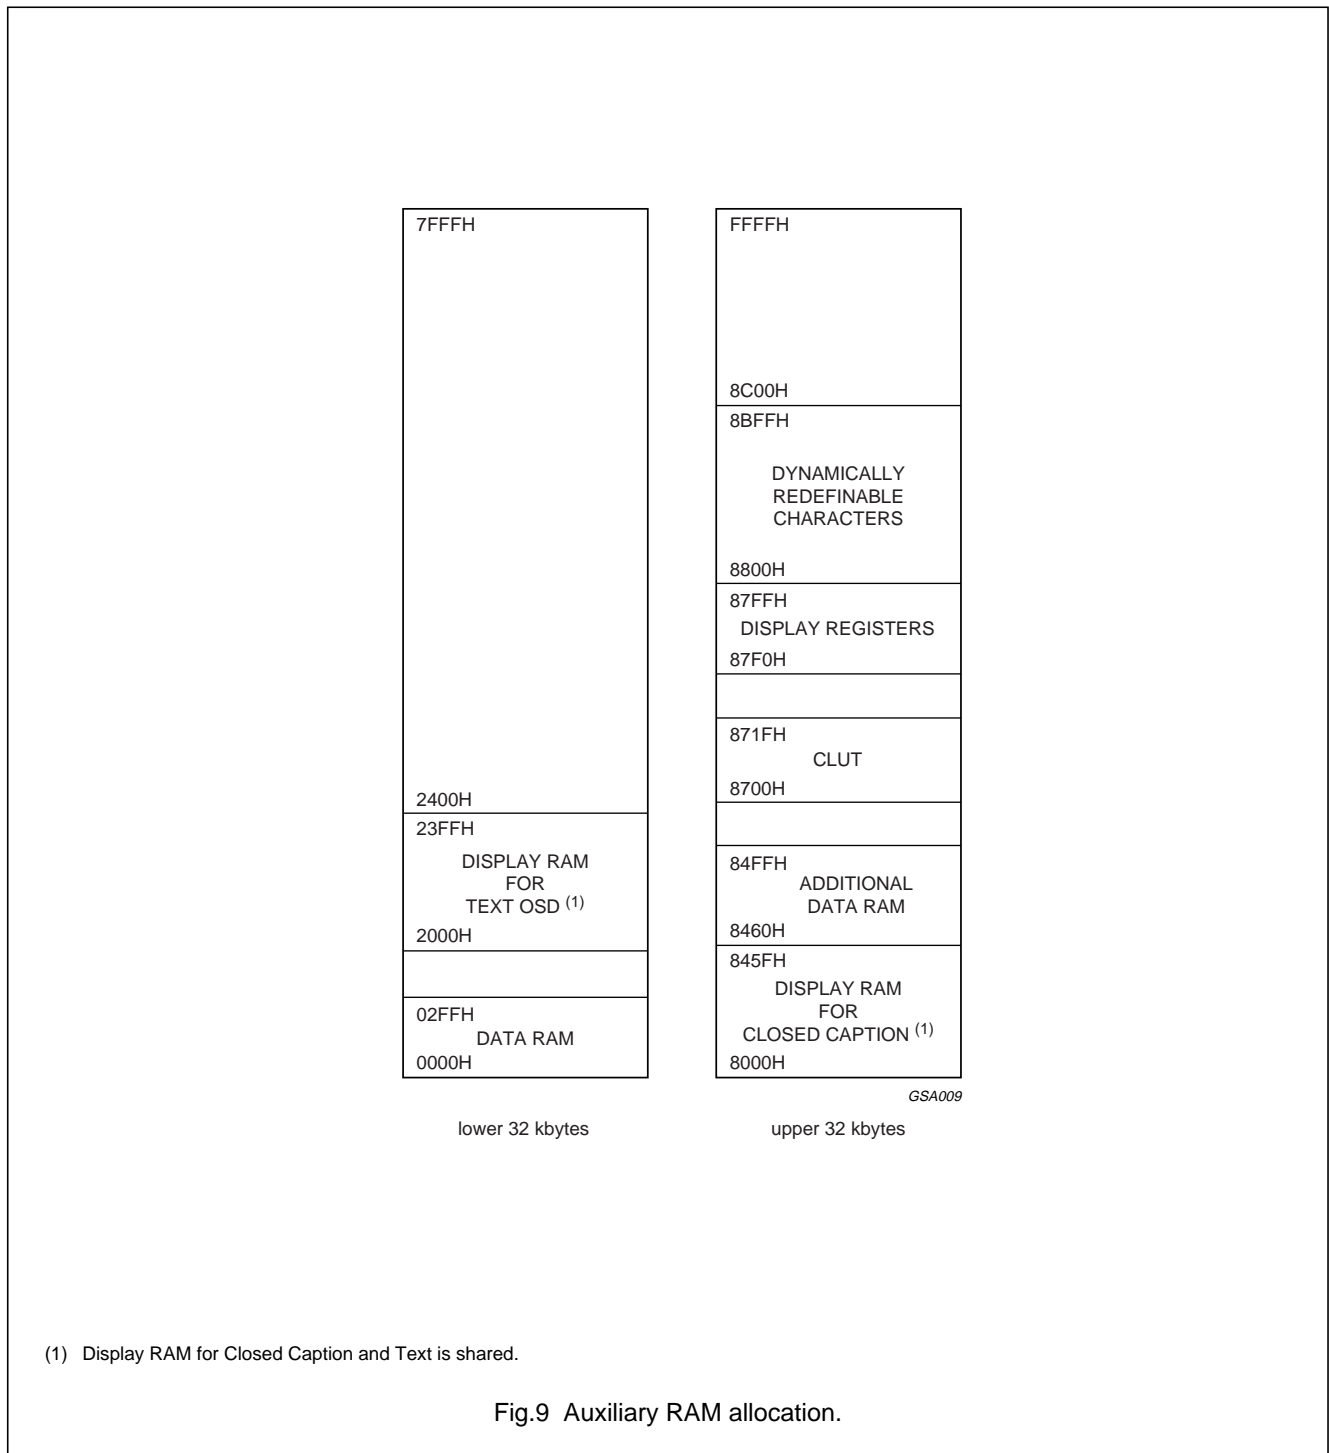 7FFFH
2400H
23FFH
DISPLAY RAM
FOR
TEXT OSD (1)
2000H
02FFH
DATA RAM
0000H
lower 32 kbytes
FFFFH
8C00H
8BFFH
DYNAMICALLY
REDEFINABLE
CHARACTERS
8800H
87FFH
DISPLAY REGISTERS
87F0H
871FH
CLUT
8700H
84FFH
ADDITIONAL
DATA RAM
8460H
845FH
DISPLAY RAM
FOR
CLOSED CAPTION (1)
8000H
GSA009
upper 32 kbytes
(1) Display RAM for Closed Caption and Text is shared.
Fig.9 Auxiliary RAM allocation.